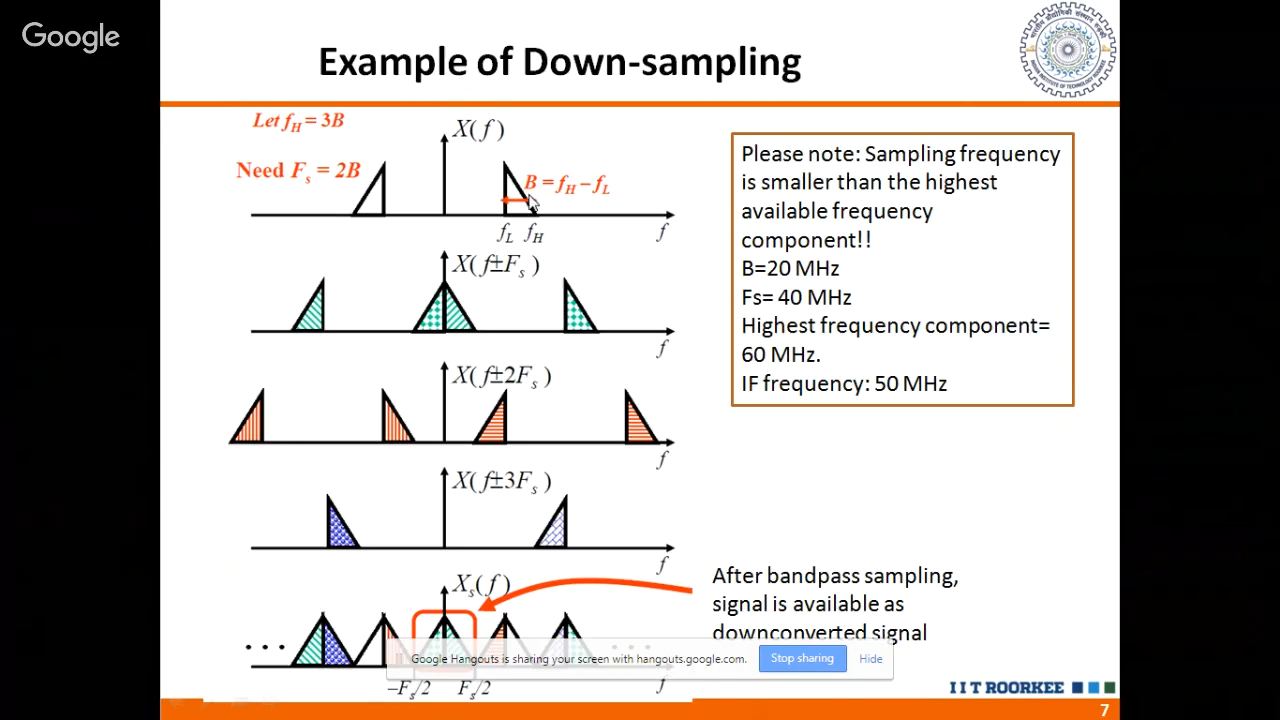 Google
Example of Down-sampling
Let f_H = 3B
Need F_s = 2B
X(f)
B = f_H – f_L
f_L f_H f
X(f±F_s )
f
X(f±2F_s )
f
X(f±3F_s )
f
X_s(f)
–F_s/2 F_s/2 f
Please note: Sampling frequency
is smaller than the highest
available frequency
component!!
B=20 MHz
Fs= 40 MHz
Highest frequency component=
60 MHz.
IF frequency: 50 MHz
After bandpass sampling,
signal is available as
downconverted signal
Google Hangouts is sharing your screen with hangouts.google.com.
Stop sharing
Hide
I I T ROORKEE
7